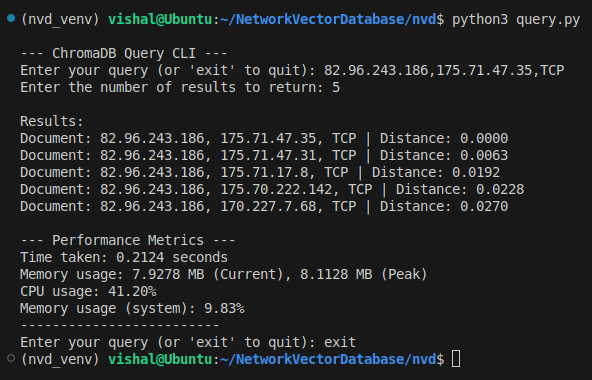 (nvd_venv) vishal@Ubuntu:~/NetworkVectorDatabase/nvd$ python3 query.py
--- ChromaDB Query CLI ---
Enter your query (or 'exit' to quit): 82.96.243.186,175.71.47.35,TCP
Enter the number of results to return: 5
Results:
Document: 82.96.243.186, 175.71.47.35, TCP | Distance: 0.0000
Document: 82.96.243.186, 175.71.47.31, TCP | Distance: 0.0063
Document: 82.96.243.186, 175.71.17.8, TCP | Distance: 0.0192
Document: 82.96.243.186, 175.70.222.142, TCP | Distance: 0.0228
Document: 82.96.243.186, 170.227.7.68, TCP | Distance: 0.0270
--- Performance Metrics ---
Time taken: 0.2124 seconds
Memory usage: 7.9278 MB (Current), 8.1128 MB (Peak)
CPU usage: 41.20%
Memory usage (system): 9.83%
-------------------------
Enter your query (or 'exit' to quit): exit
(nvd_venv) vishal@Ubuntu:~/NetworkVectorDatabase/nvd$